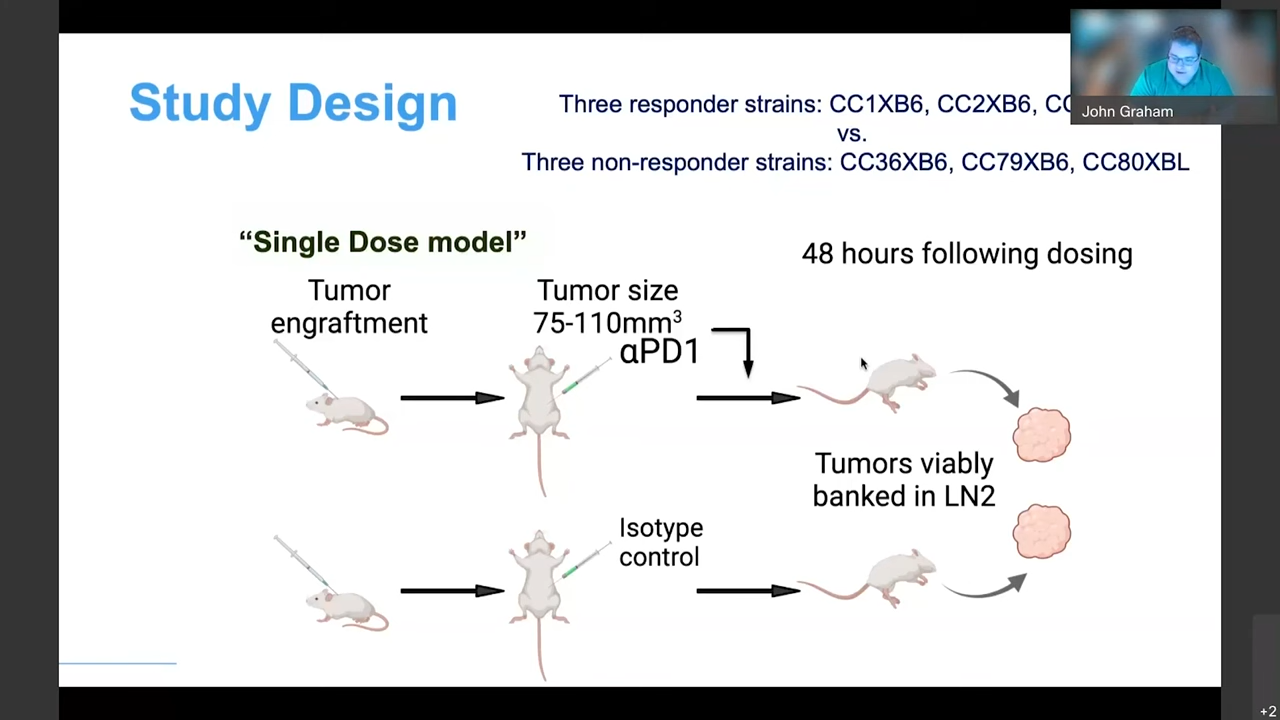 Study Design
Three responder strains: CC1XB6, CC2XB6,
vs.
Three non-responder strains: CC36XB6, CC79XB6, CC80XBL
John Graham
“Single Dose model”
48 hours following dosing
Tumor
engraftment
Tumor size
75-110mm³
αPD1
Tumors viably
banked in LN2
Isotype
control
+2